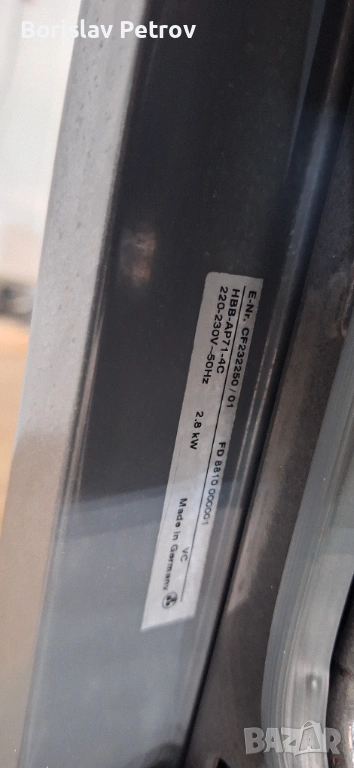 Borislav Petrov
E-Nr. CF232250/01 FD 8810 000001
HBB-AP71-4C
220-230V~50Hz 2.8 kW VC
Made in Germany
BAZAR